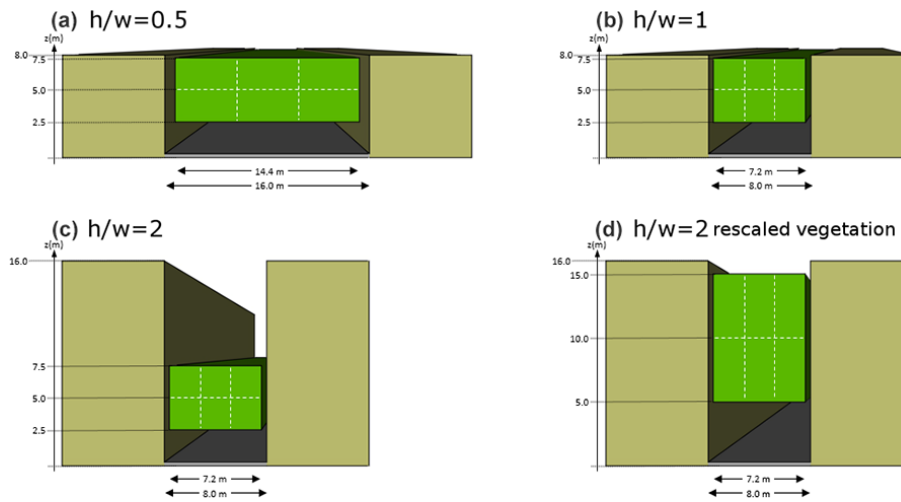 (a) h/w=0.5
z(m)
8.0
7.5
5.0
2.5
14.4 m
16.0 m
(b) h/w=1
z(m)
8.0
7.5
5.0
2.5
7.2 m
8.0 m
(c) h/w=2
z(m)
16.0
7.5
5.0
2.5
7.2 m
8.0 m
(d) h/w=2 rescaled vegetation
z(m)
16.0
15.0
10.0
5.0
7.2 m
8.0 m